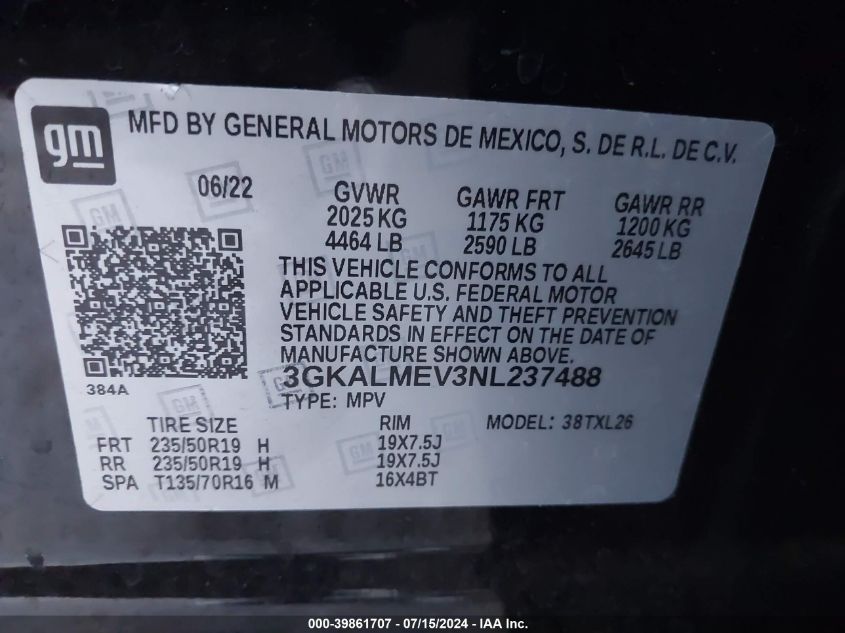 gm
MFD BY GENERAL MOTORS DE MEXICO, S. DE R.L. DE C.V.
06/22 GVWR GAWR FRT GAWR RR
2025 KG 1175 KG 1200 KG
4464 LB 2590 LB 2645 LB
THIS VEHICLE CONFORMS TO ALL
APPLICABLE U.S. FEDERAL MOTOR
VEHICLE SAFETY AND THEFT PREVENTION
STANDARDS IN EFFECT ON THE DATE OF
MANUFACTURE SHOWN ABOVE.
384A
3GKALMEV3NL237488
TYPE: MPV
TIRE SIZE RIM MODEL: 38TXL26
FRT 235/50R19 H 19X7.5J
RR 235/50R19 H 19X7.5J
SPA T135/70R16 M 16X4BT
000-39861707 - 07/15/2024 - IAA Inc.